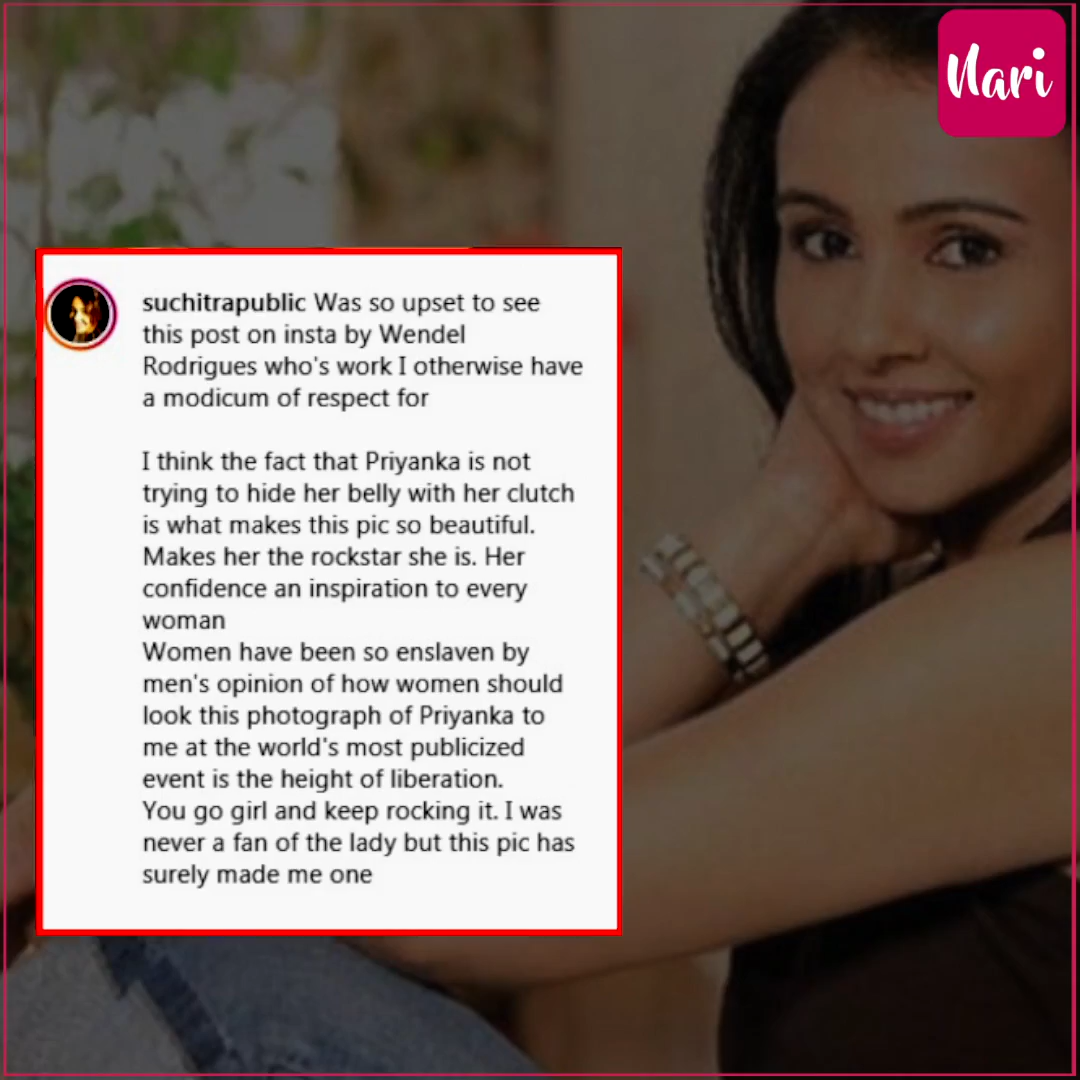 Nari
suchitrapublic Was so upset to see
this post on insta by Wendel
Rodrigues who's work I otherwise have
a modicum of respect for
I think the fact that Priyanka is not
trying to hide her belly with her clutch
is what makes this pic so beautiful.
Makes her the rockstar she is. Her
confidence an inspiration to every
woman
Women have been so enslaven by
men's opinion of how women should
look this photograph of Priyanka to
me at the world's most publicized
event is the height of liberation.
You go girl and keep rocking it. I was
never a fan of the lady but this pic has
surely made me one